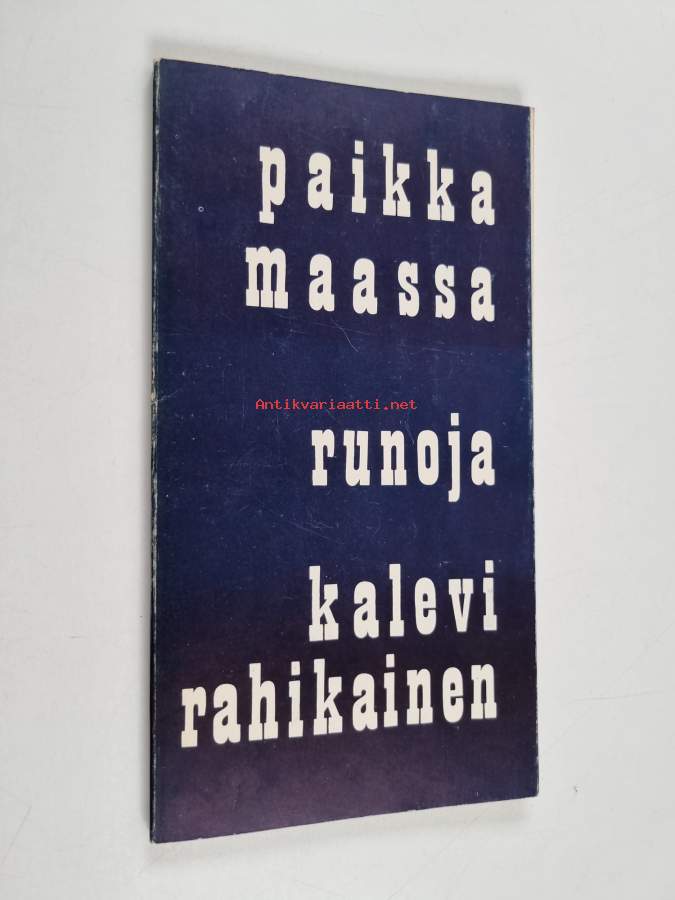 paikka
maassa
Antikvariaatti.net
runoja
kalevi
rahikainen